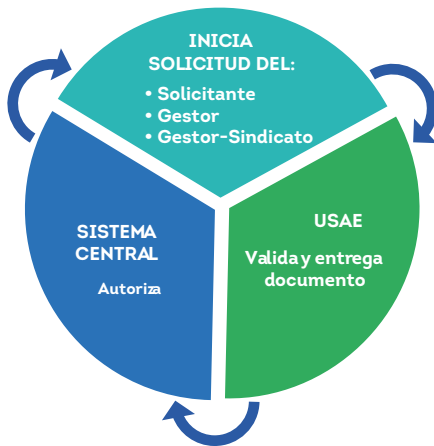 INICIA
SOLICITUD DEL:
• Solicitante
• Gestor
• Gestor-Sindicato
USAE
Valida y entrega
documento
SISTEMA
CENTRAL
Autoriza